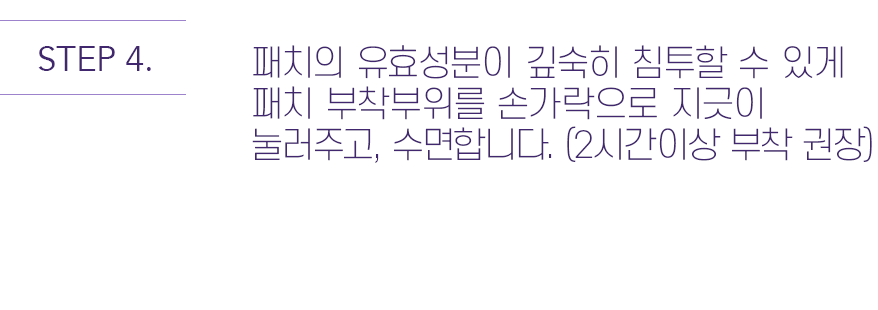 STEP 4.
패치의 유효성분이 깊숙히 침투할 수 있게
패치 부착부위를 손가락으로 지긋이
눌러주고, 수면합니다. (2시간이상 부착 권장)